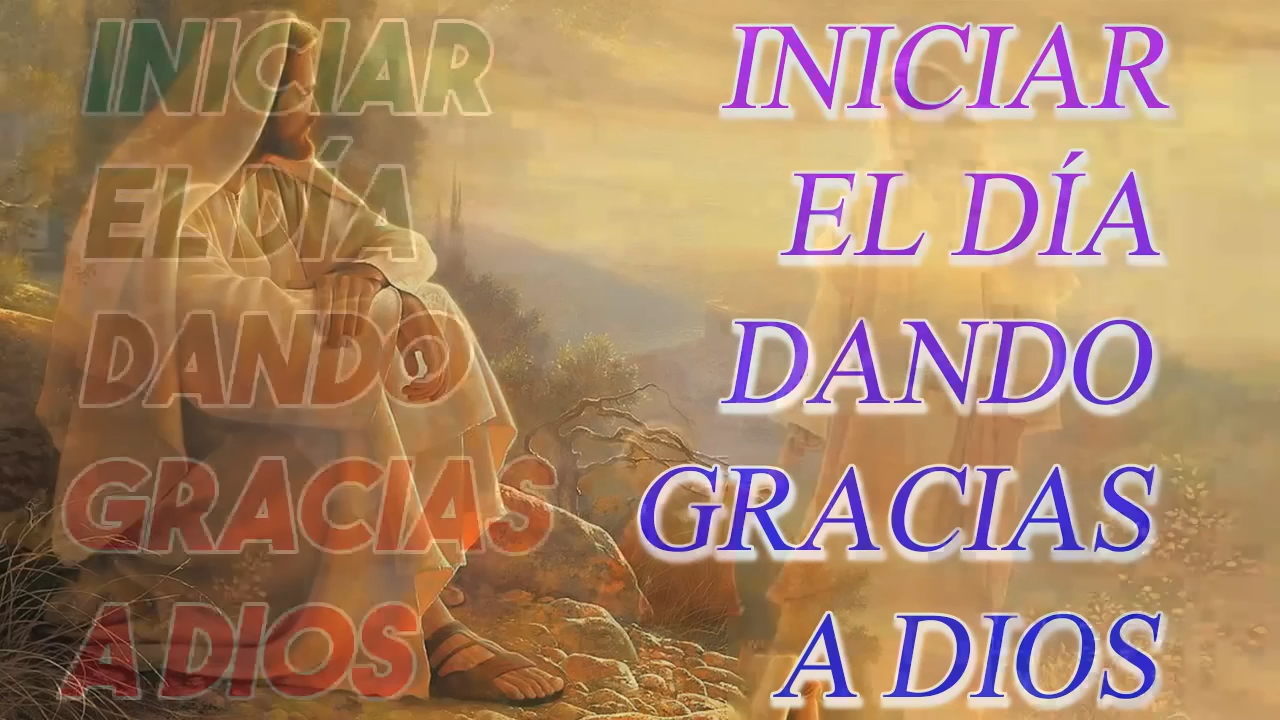 INICIAR
EL DÍA
DANDO
GRACIAS
A DIOS
INICIAR
EL DÍA
DANDO
GRACIAS
A DIOS